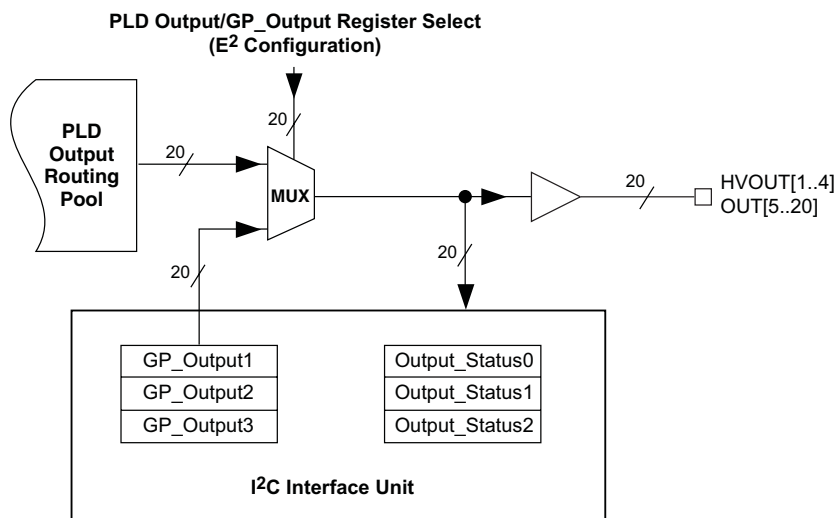 PLD Output/GP_Output Register Select
(E2 Configuration)
20
PLD
Output
Routing
Pool
20
MUX
20
HVOUT[1..4]
OUT[5..20]
20
20
GP_Output1
GP_Output2
GP_Output3
Output_Status0
Output_Status1
Output_Status2
I2C Interface Unit